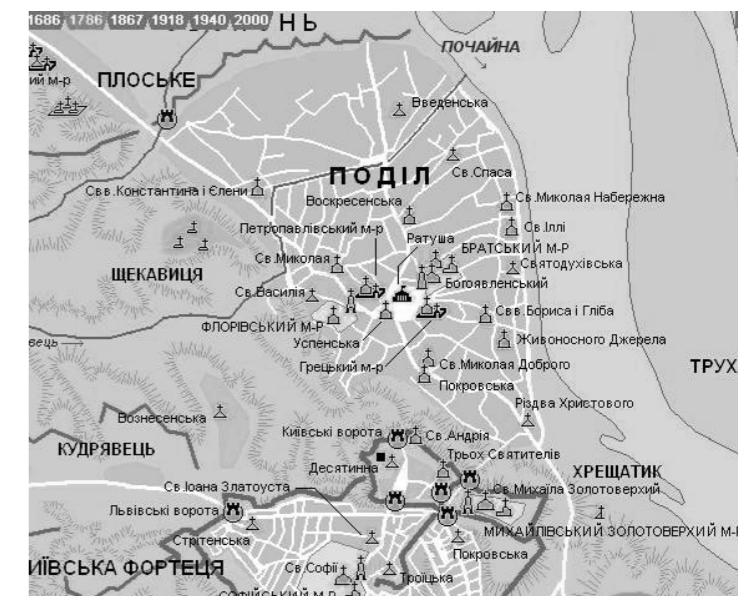 1686 1786 1867 1918 1940 2000
ПОЧАЙНА
ий м-р
ПЛОСЬКЕ
Введенська
Св.Спаса
ПОДІЛ
Свв.Константина і Єлени
Воскресенська
Св.Миколая Набережна
Петропавлівський м-р
Св.Іллі
Ратуша
БРАТСЬКИЙ М-Р
Св.Миколая
Святодухівська
ЩЕКАВИЦЯ
Богоявленський
Св.Василія
Свв.Бориса і Гліба
ФЛОРІВСЬКИЙ М-Р
Успенська
Живоносного Джерела
вець
Грецький м-р
Св.Миколая Доброго
ТРУХ
Покровська
Різдва Христового
Вознесенська
Київські ворота
Св.Андрія
КУДРЯВЕЦЬ
Трьох Святителів
Десятинна
ХРЕЩАТИК
Св.Іоана Златоуста
Св.Михаїла Золотоверхий
Львівські ворота
МИХАЙЛІВСЬКИЙ ЗОЛОТОВЕРХИЙ М-Р
Стрітенська
Покровська
ИЇВСЬКА ФОРТЕЦЯ
Св.Софії
Троїцька
СОФІЙСЬКИЙ М-Р